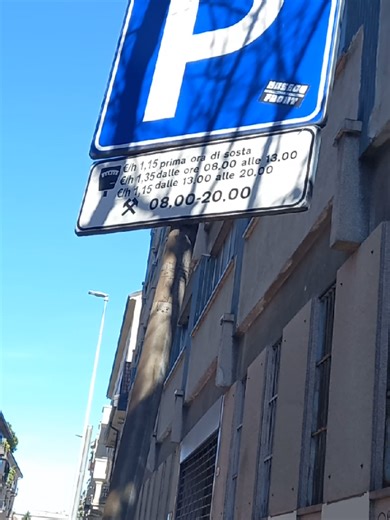 P
€/h 1,15 prima ora di sosta
€/h 1,35 dalle ore 08.00 alle 13.00
€/h 1,15 dalle 13.00 alle 20.00
08.00-20.00